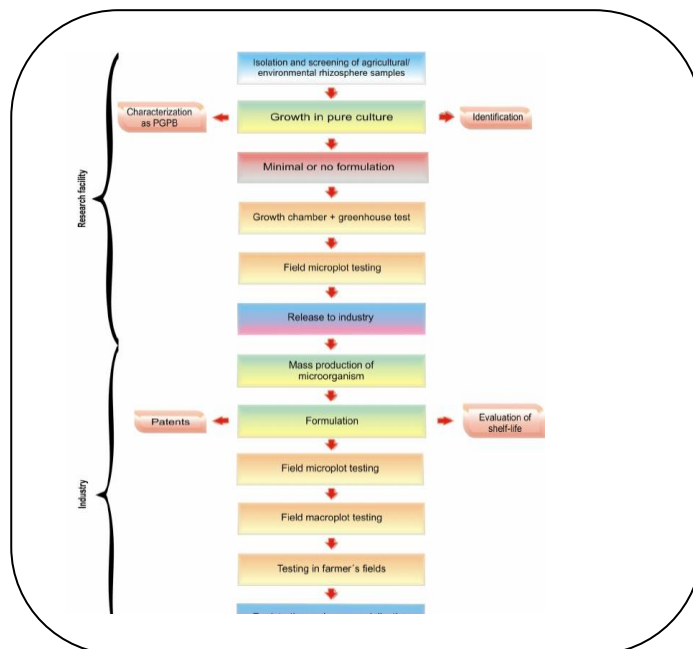 Isolation and screening of agricultural/
environmental rhizosphere samples
Characterization
as PGPB
Growth in pure culture
Identification
Minimal or no formulation
Research facility
Growth chamber + greenhouse test
Field microplot testing
Release to industry
Mass production of
microorganism
Patents
Formulation
Evaluation of
shelf-life
Field microplot testing
Industry
Field macroplot testing
Testing in farmer´s fields